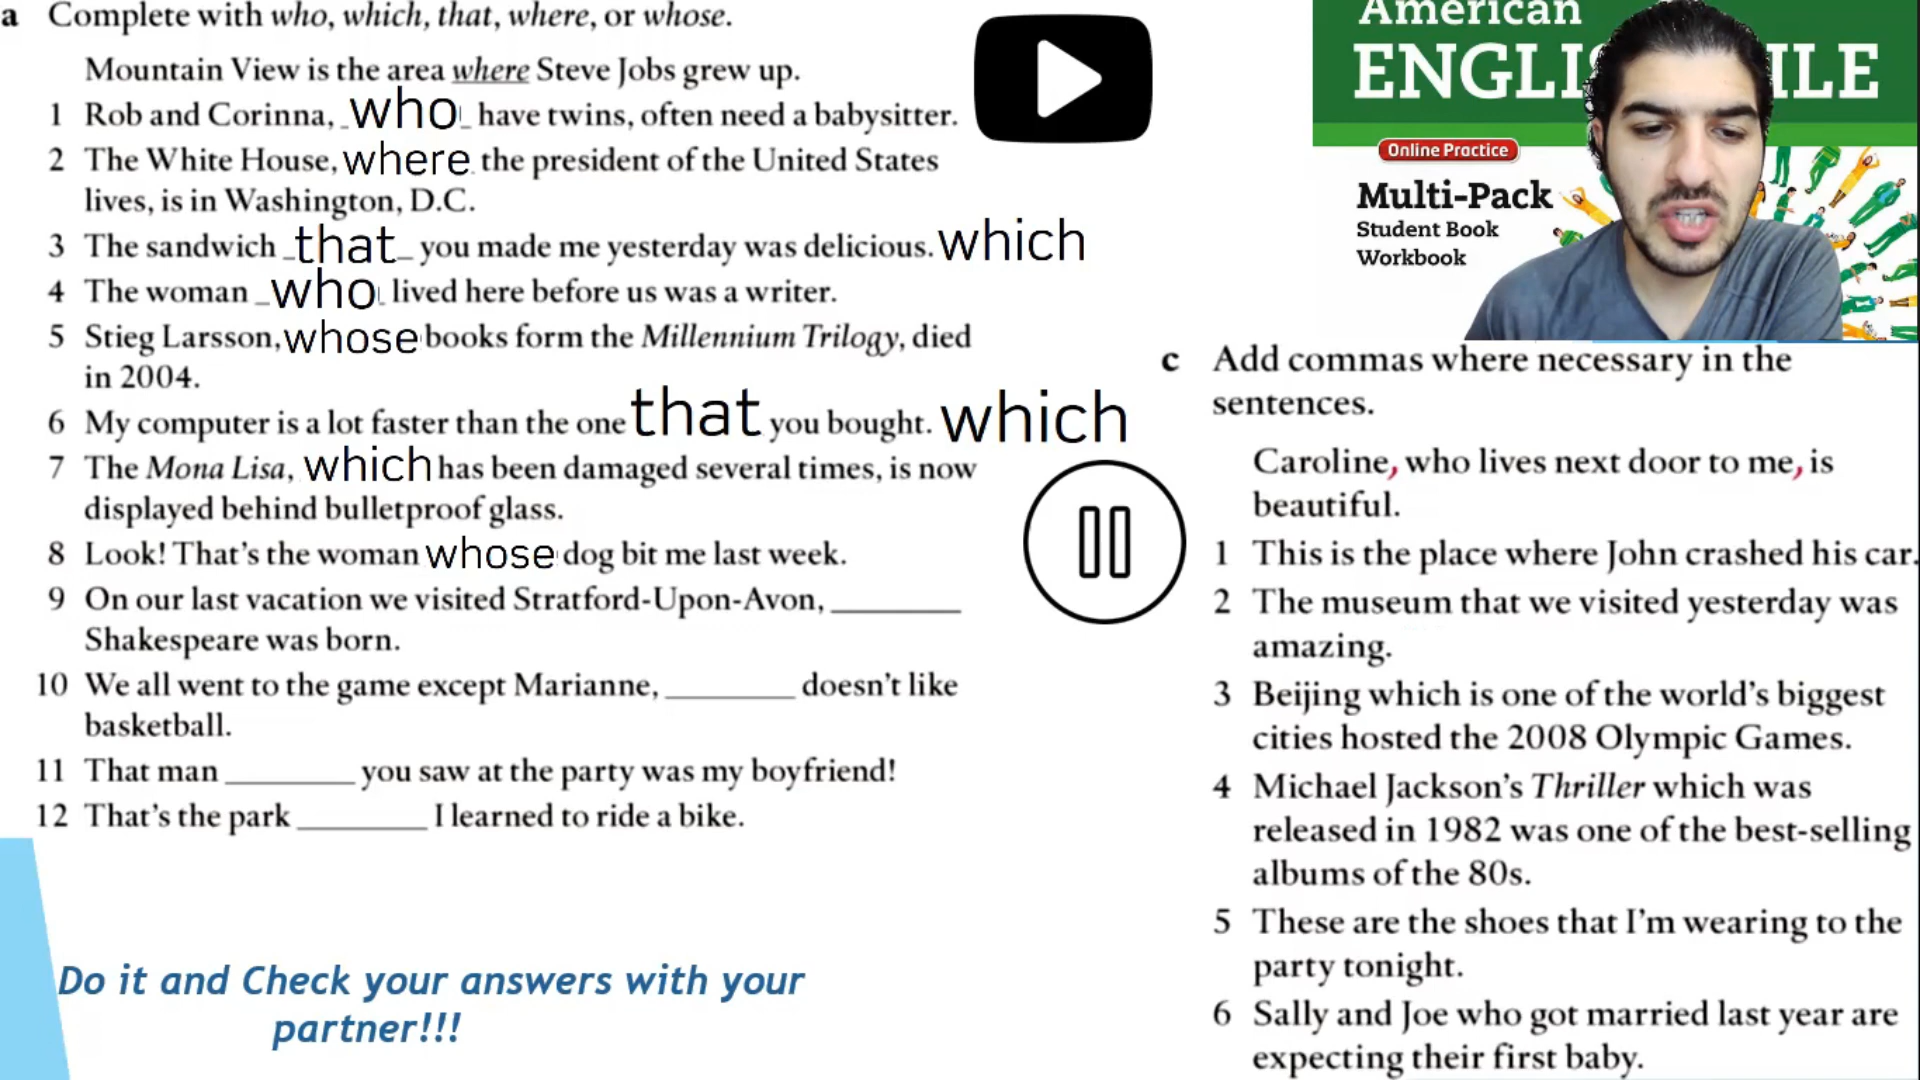 a Complete with who, which, that, where, or whose.
Mountain View is the area where Steve Jobs grew up.
1 Rob and Corinna, who have twins, often need a babysitter.
2 The White House, where the president of the United States
lives, is in Washington, D.C.
3 The sandwich that you made me yesterday was delicious. which
4 The woman who lived here before us was a writer.
5 Stieg Larsson, whose books form the Millennium Trilogy, died
in 2004.
6 My computer is a lot faster than the one that you bought. which
7 The Mona Lisa, which has been damaged several times, is now
displayed behind bulletproof glass.
8 Look! That's the woman whose dog bit me last week.
9 On our last vacation we visited Stratford-Upon-Avon, ________
Shakespeare was born.
10 We all went to the game except Marianne, ________ doesn't like
basketball.
11 That man ________ you saw at the party was my boyfriend!
12 That's the park ________ I learned to ride a bike.
Do it and Check your answers with your
partner!!!
American
ENGLI ILE
Online Practice
Multi-Pack
Student Book
Workbook
c Add commas where necessary in the
sentences.
Caroline, who lives next door to me, is
beautiful.
1 This is the place where John crashed his car.
2 The museum that we visited yesterday was
amazing.
3 Beijing which is one of the world's biggest
cities hosted the 2008 Olympic Games.
4 Michael Jackson's Thriller which was
released in 1982 was one of the best-selling
albums of the 80s.
5 These are the shoes that I'm wearing to the
party tonight.
6 Sally and Joe who got married last year are
expecting their first baby.